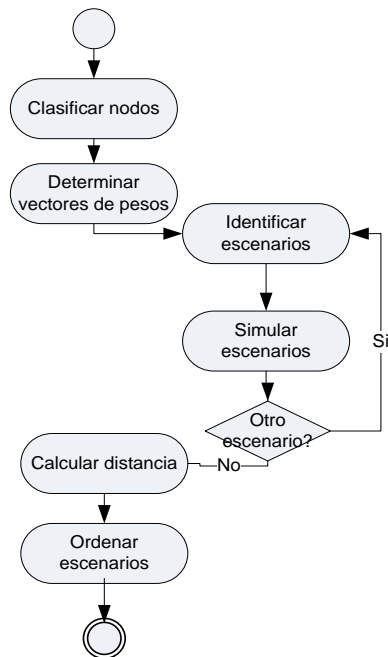 Clasificar nodos
Determinar
vectores de pesos
Identificar
escenarios
Simular
escenarios
Si
Otro
escenario?
No
Calcular distancia
Ordenar
escenarios